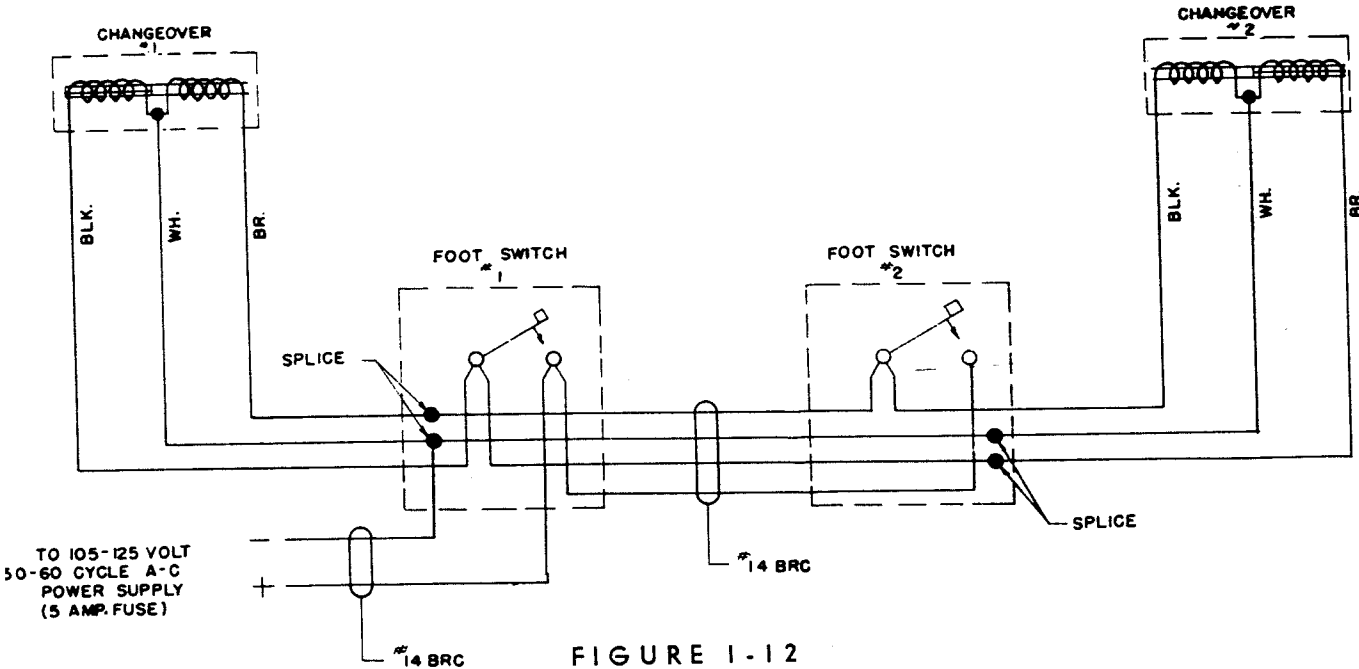 CHANGEOVER
#1
CHANGEOVER
#2
BLK.
WH.
BR.
BLK.
WH.
BR
FOOT SWITCH
#1
FOOT SWITCH
#2
SPLICE
SPLICE
TO 105-125 VOLT
50-60 CYCLE A-C
POWER SUPPLY
(5 AMP. FUSE)
−
+
#14 BRC
#14 BRC
FIGURE 1-12